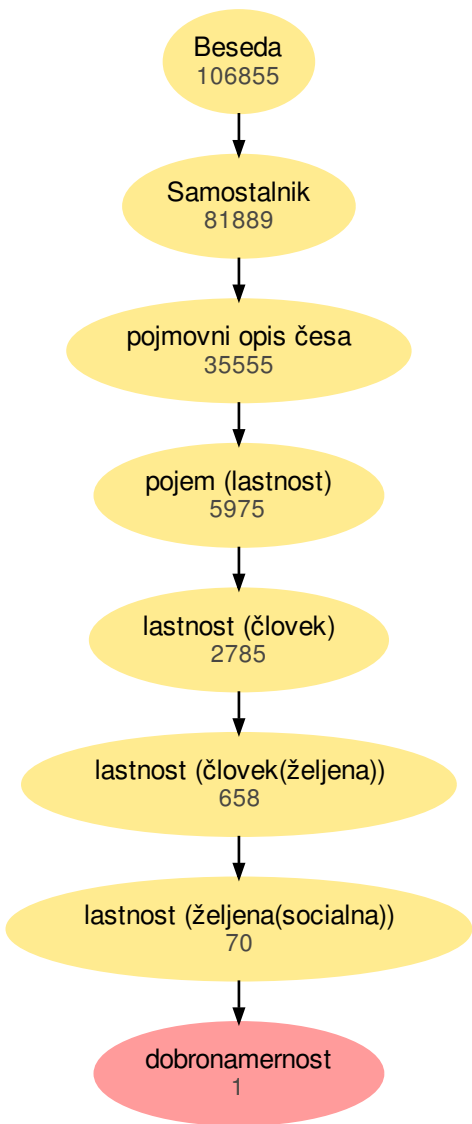 Beseda
106855
Samostalnik
81889
pojmovni opis česa
35555
pojem (lastnost)
5975
lastnost (človek)
2785
lastnost (človek(željena))
658
lastnost (željena(socialna))
70
dobronamernost
1